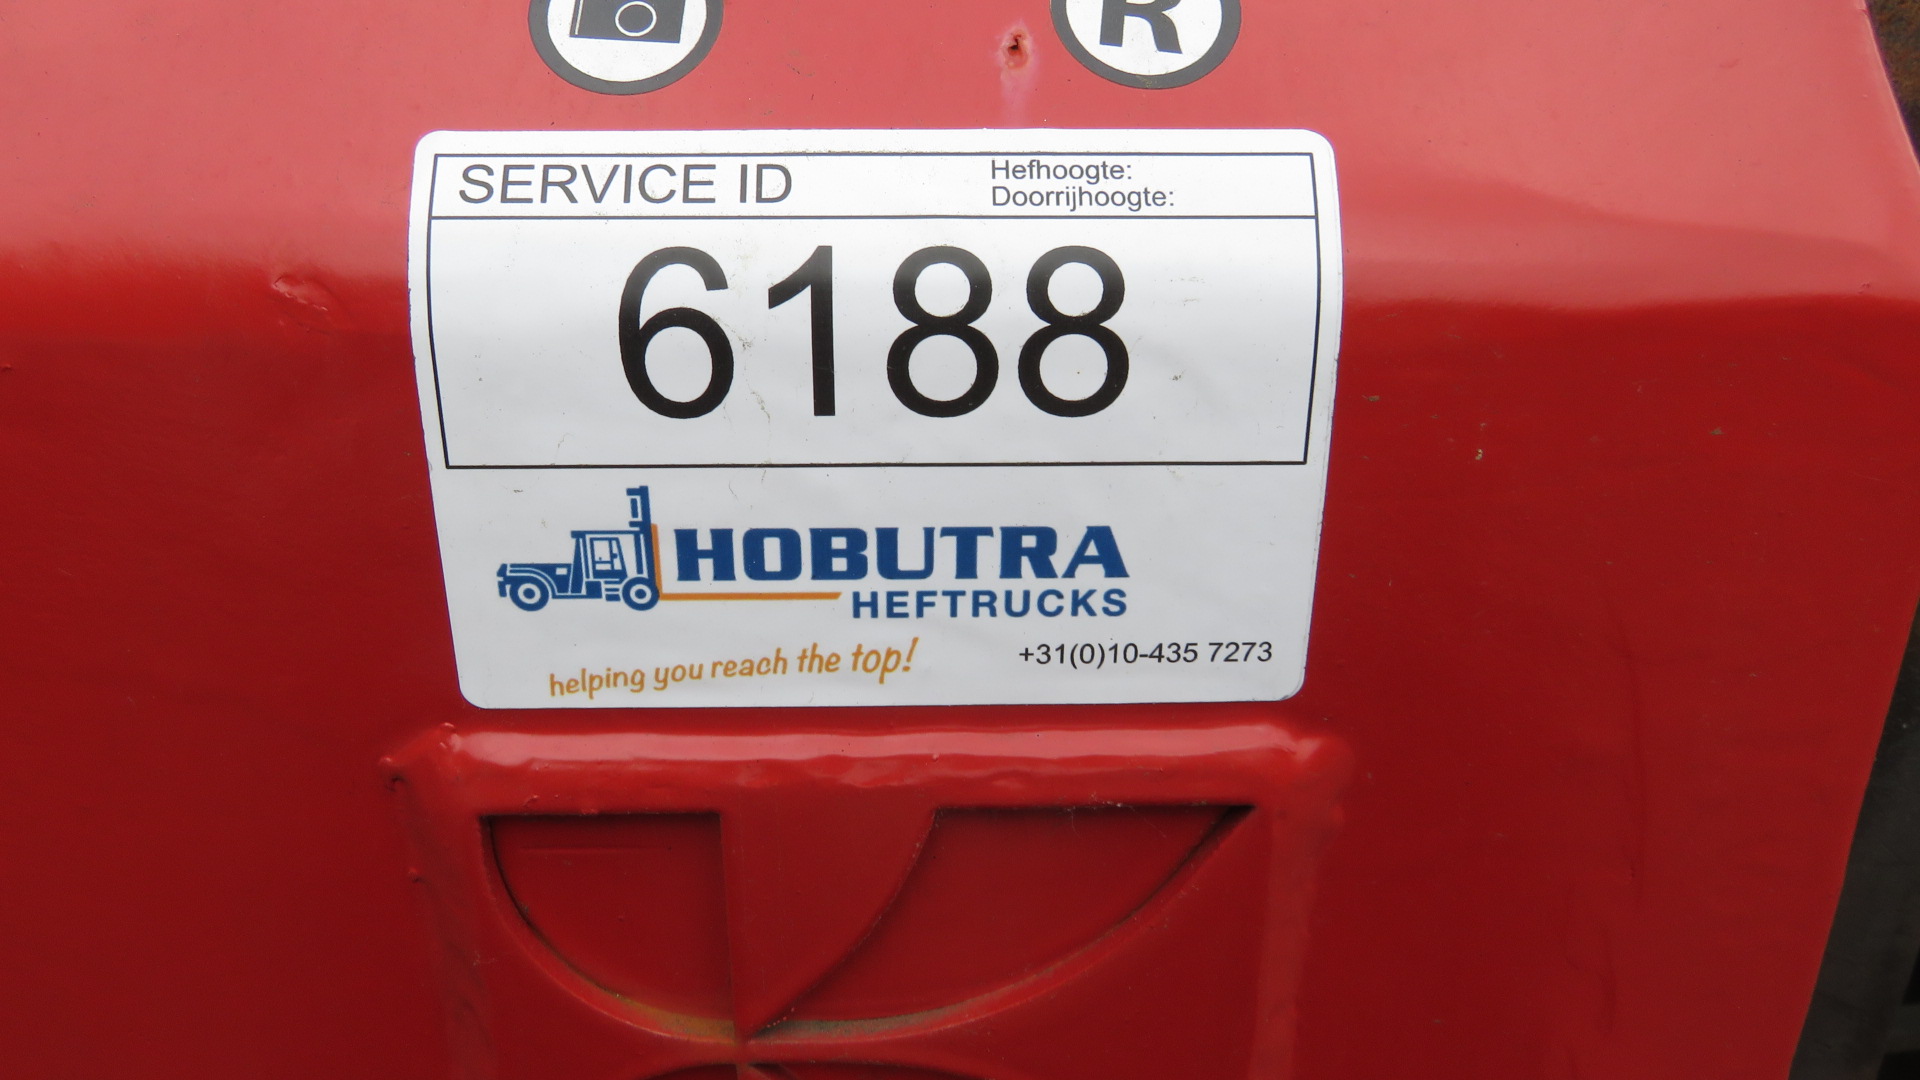 R
SERVICE ID
Hefhoogte:
Doorrijhoogte:
6188
HOBUTRA
HEFTRUCKS
helping you reach the top!
+31(0)10-435 7273